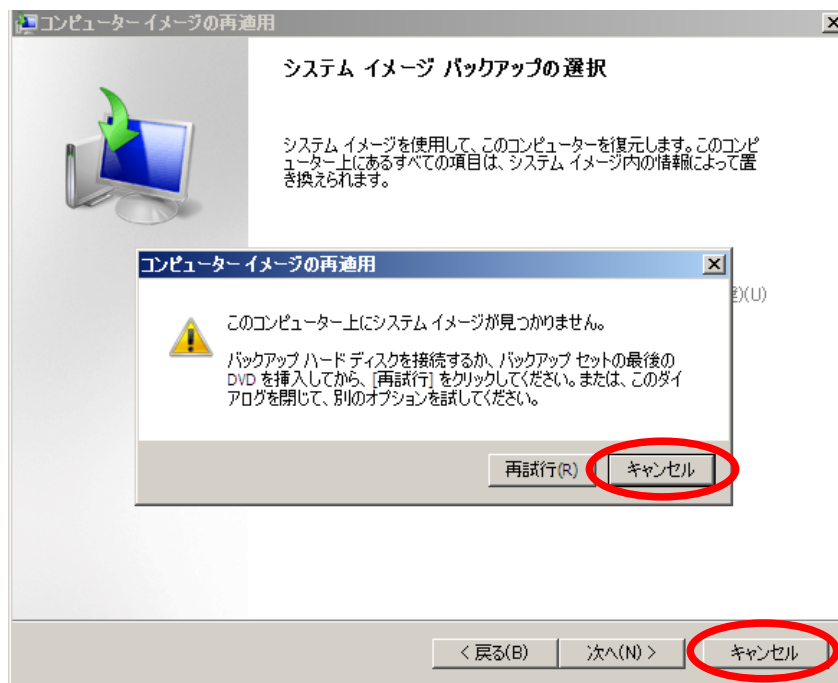 コンピューター イメージの再適用
システム イメージ バックアップの選択
システム イメージを使用して、このコンピューターを復元します。このコンピ
ューター上にあるすべての項目は、システム イメージ内の情報によって置
き換えられます。
コンピューター イメージの再適用
(U)
このコンピューター上にシステム イメージが見つかりません。
バックアップ ハード ディスクを接続するか、バックアップ セットの最後の
DVD を挿入してから、[再試行] をクリックしてください。または、このダイ
アログを閉じて、別のオプションを試してください。
再試行(R) キャンセル
< 戻る(B) 次へ(N) > キャンセル